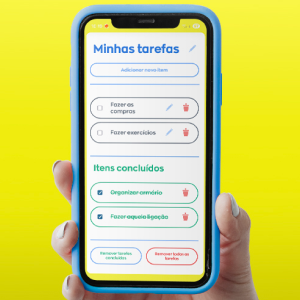 Minhas tarefas
Adicionar novo item
Fazer as
compras
Fazer exercícios
Itens concluídos
Organizar armário
Fazer aquela ligação
Remover tarefas
concluídas
Remover todas as
tarefas